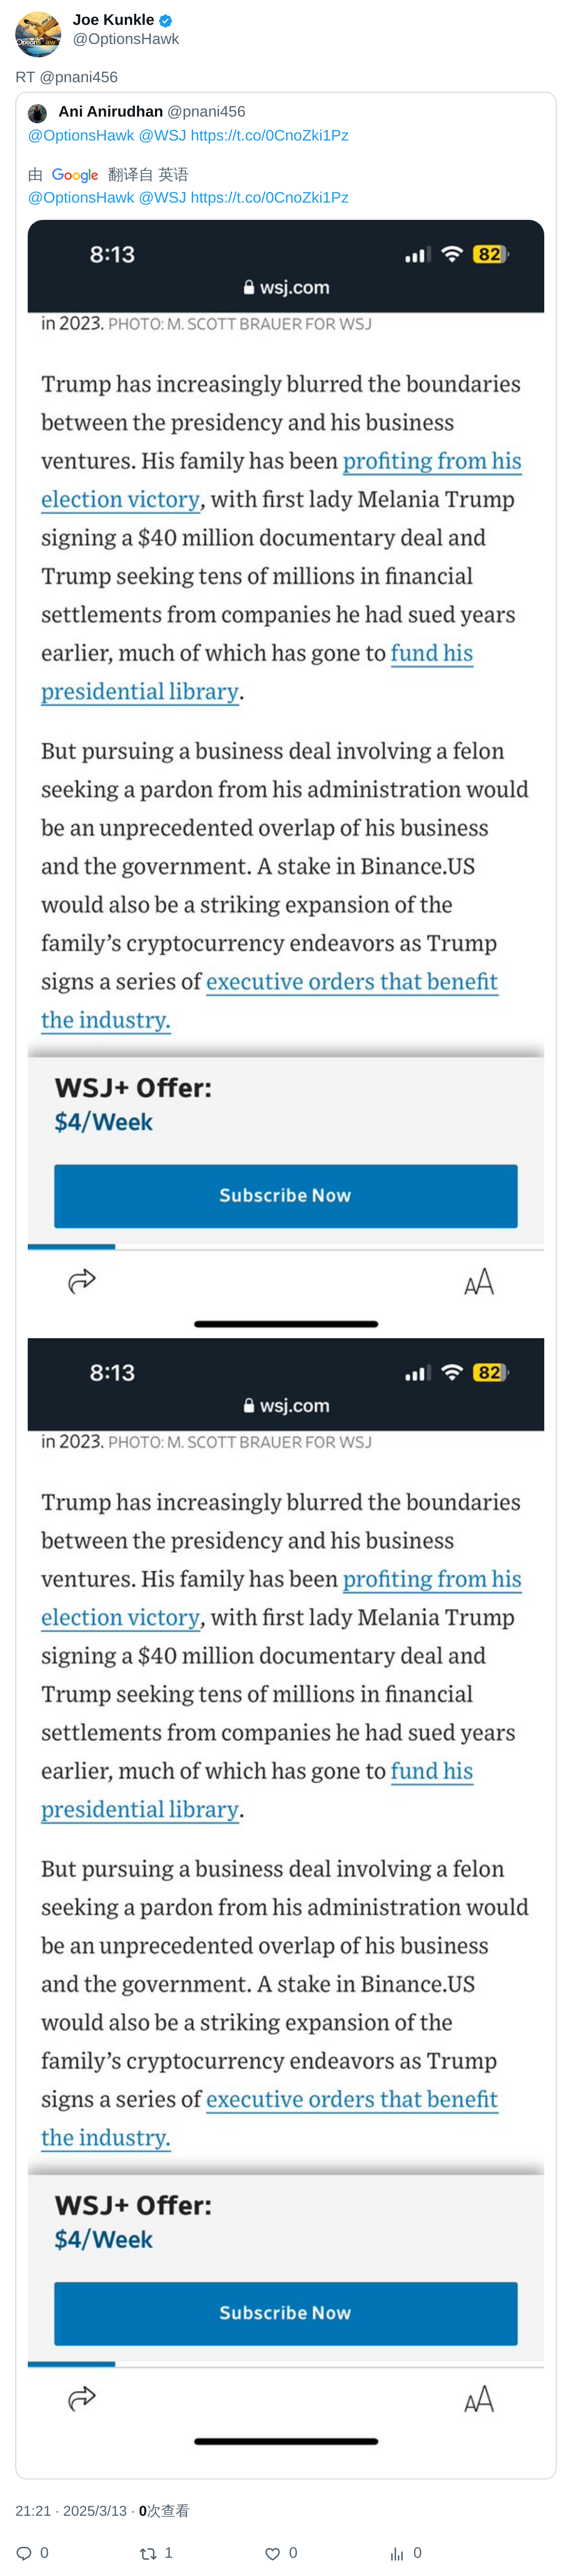 Joe Kunkle
@OptionsHawk
RT @pnani456
Ani Anirudhan @pnani456
@OptionsHawk @WSJ https://t.co/0CnoZki1Pz
由 Google 翻译自 英语
@OptionsHawk @WSJ https://t.co/0CnoZki1Pz
8:13 82
wsj.com
in 2023. PHOTO: M. SCOTT BRAUER FOR WSJ
Trump has increasingly blurred the boundaries
between the presidency and his business
ventures. His family has been profiting from his
election victory, with first lady Melania Trump
signing a $40 million documentary deal and
Trump seeking tens of millions in financial
settlements from companies he had sued years
earlier, much of which has gone to fund his
presidential library.
But pursuing a business deal involving a felon
seeking a pardon from his administration would
be an unprecedented overlap of his business
and the government. A stake in Binance.US
would also be a striking expansion of the
family’s cryptocurrency endeavors as Trump
signs a series of executive orders that benefit
the industry.
WSJ+ Offer:
$4/Week
Subscribe Now
AA
8:13 82
wsj.com
in 2023. PHOTO: M. SCOTT BRAUER FOR WSJ
Trump has increasingly blurred the boundaries
between the presidency and his business
ventures. His family has been profiting from his
election victory, with first lady Melania Trump
signing a $40 million documentary deal and
Trump seeking tens of millions in financial
settlements from companies he had sued years
earlier, much of which has gone to fund his
presidential library.
But pursuing a business deal involving a felon
seeking a pardon from his administration would
be an unprecedented overlap of his business
and the government. A stake in Binance.US
would also be a striking expansion of the
family’s cryptocurrency endeavors as Trump
signs a series of executive orders that benefit
the industry.
WSJ+ Offer:
$4/Week
Subscribe Now
AA
21:21 · 2025/3/13 · 0次查看
0 1 0 0